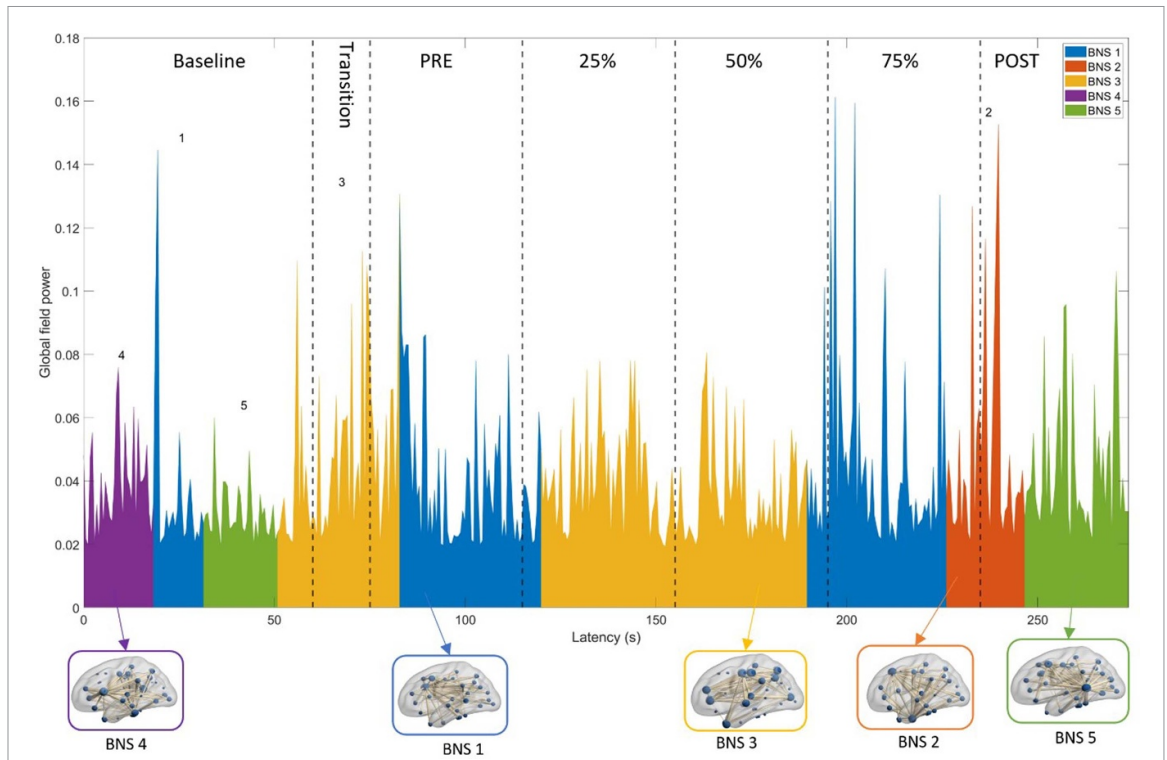 Baseline
Transition
PRE
25%
50%
75%
POST
BNS 1
BNS 2
BNS 3
BNS 4
BNS 5
0.18
0.16
0.14
0.12
0.1
0.08
0.06
0.04
0.02
0
Global field power
1
2
3
4
5
0 50 100 150 200 250
Latency (s)
BNS 4
BNS 1
BNS 3
BNS 2
BNS 5